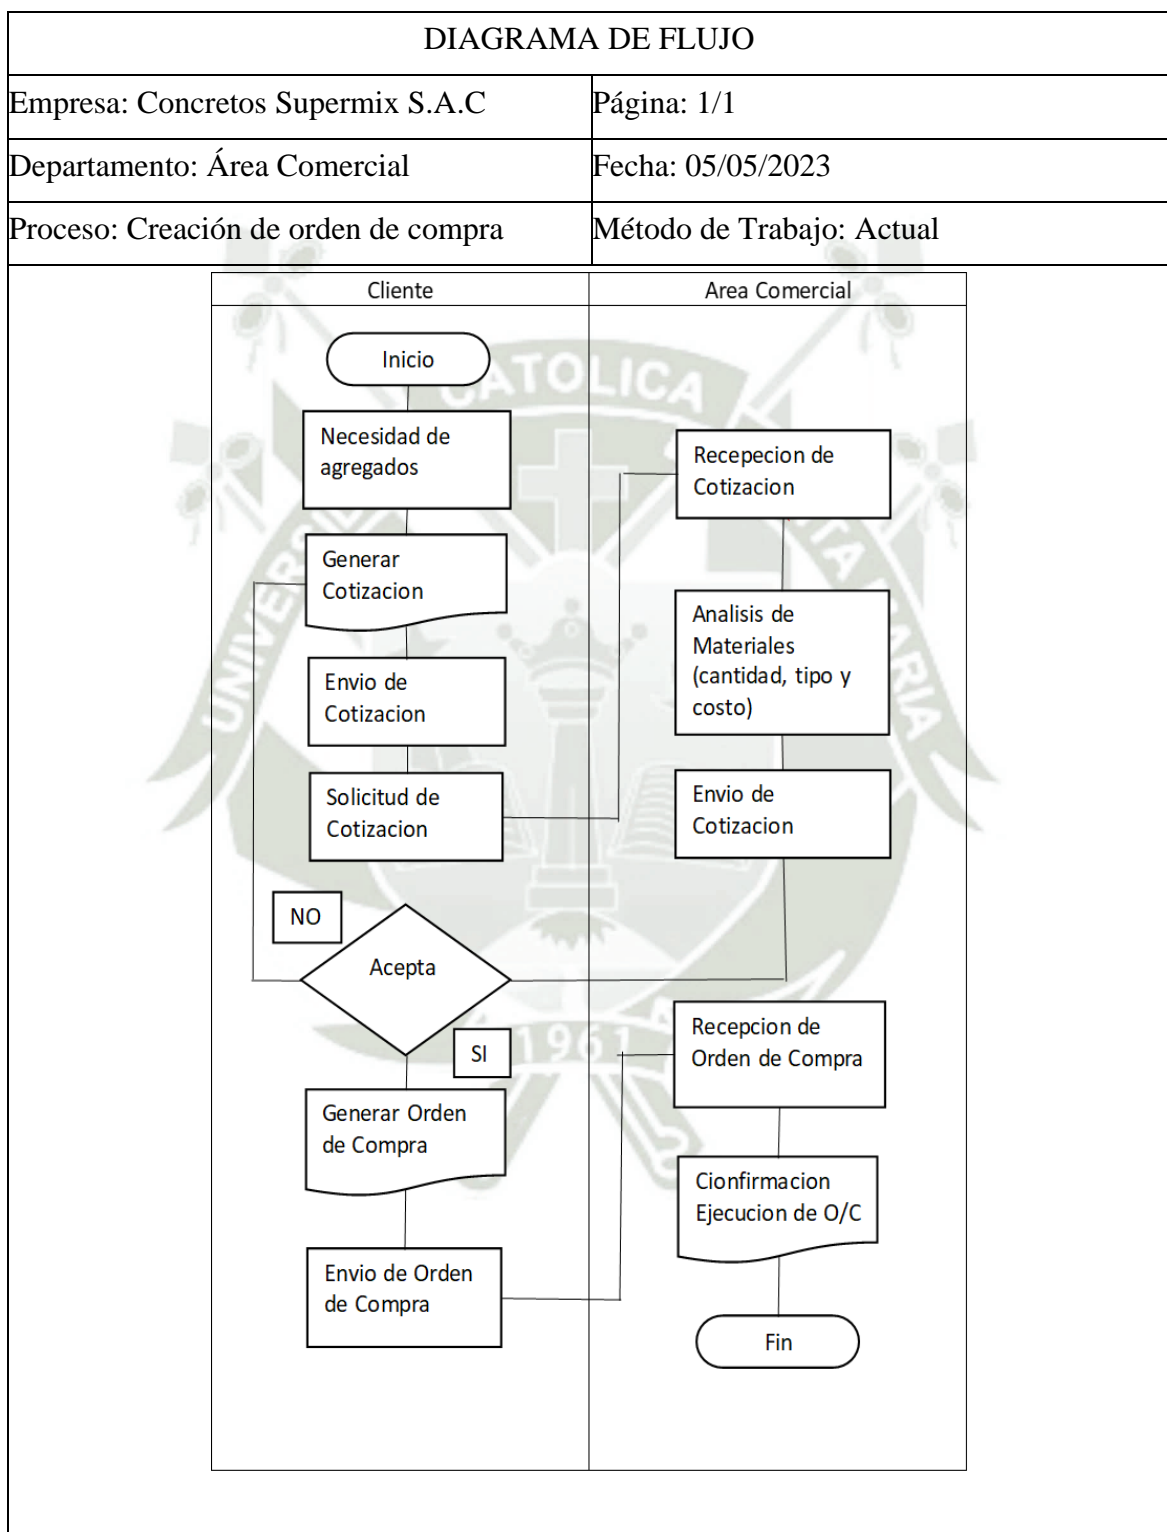 DIAGRAMA DE FLUJO
Empresa: Concretos Supermix S.A.C
Página: 1/1
Departamento: Área Comercial
Fecha: 05/05/2023
Proceso: Creación de orden de compra
Método de Trabajo: Actual
Cliente
Area Comercial
Inicio
Necesidad de
agregados
Generar
Cotizacion
Envio de
Cotizacion
Solicitud de
Cotizacion
Recepecion de
Cotizacion
Analisis de
Materiales
(cantidad, tipo y
costo)
Envio de
Cotizacion
NO
Acepta
SI
Generar Orden
de Compra
Envio de Orden
de Compra
Recepcion de
Orden de Compra
Cionfirmacion
Ejecucion de O/C
Fin
CATOLICA
1961